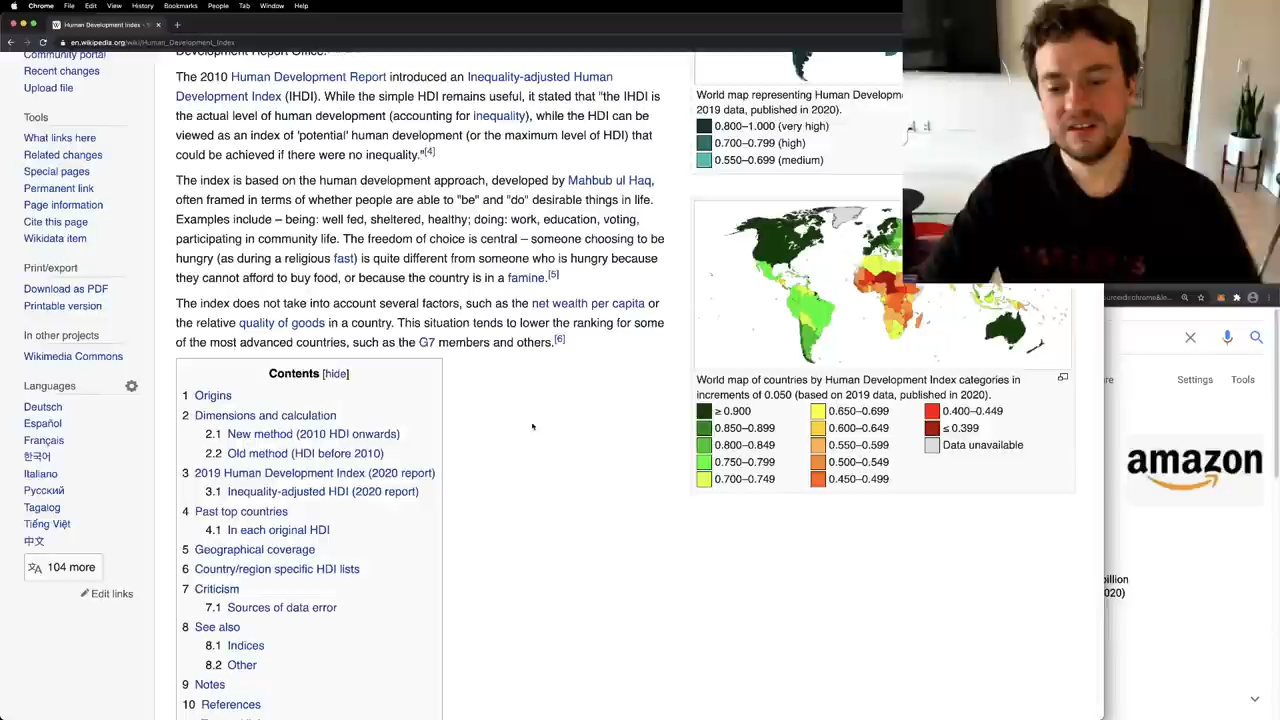 Chrome File Edit View History Bookmarks People Tab Window Help
Human Development Index -
en.wikipedia.org/wiki/Human_Development_Index
Community portal
Recent changes
Upload file
Tools
What links here
Related changes
Special pages
Permanent link
Page information
Cite this page
Wikidata item
Print/export
Download as PDF
Printable version
In other projects
Wikimedia Commons
Languages
Deutsch
Español
Français
한국어
Italiano
Русский
Tagalog
Tiếng Việt
中文
104 more
Edit links
Development Report Office.
The 2010 Human Development Report introduced an Inequality-adjusted Human
Development Index (IHDI). While the simple HDI remains useful, it stated that "the IHDI is
the actual level of human development (accounting for inequality), while the HDI can be
viewed as an index of 'potential' human development (or the maximum level of HDI) that
could be achieved if there were no inequality."[4]
The index is based on the human development approach, developed by Mahbub ul Haq,
often framed in terms of whether people are able to "be" and "do" desirable things in life.
Examples include – being: well fed, sheltered, healthy; doing: work, education, voting,
participating in community life. The freedom of choice is central – someone choosing to be
hungry (as during a religious fast) is quite different from someone who is hungry because
they cannot afford to buy food, or because the country is in a famine.[5]
The index does not take into account several factors, such as the net wealth per capita or
the relative quality of goods in a country. This situation tends to lower the ranking for some
of the most advanced countries, such as the G7 members and others.[6]
Contents [hide]
1 Origins
2 Dimensions and calculation
2.1 New method (2010 HDI onwards)
2.2 Old method (HDI before 2010)
3 2019 Human Development Index (2020 report)
3.1 Inequality-adjusted HDI (2020 report)
4 Past top countries
4.1 In each original HDI
5 Geographical coverage
6 Country/region specific HDI lists
7 Criticism
7.1 Sources of data error
8 See also
8.1 Indices
8.2 Other
9 Notes
10 References
World map representing Human Developm
2019 data, published in 2020).
0.800–1.000 (very high)
0.700–0.799 (high)
0.550–0.699 (medium)
World map of countries by Human Development Index categories in
increments of 0.050 (based on 2019 data, published in 2020).
≥ 0.900
0.850–0.899
0.800–0.849
0.750–0.799
0.700–0.749
0.650–0.699
0.600–0.649
0.550–0.599
0.500–0.549
0.450–0.499
0.400–0.449
≤ 0.399
Data unavailable
Settings Tools
amazon